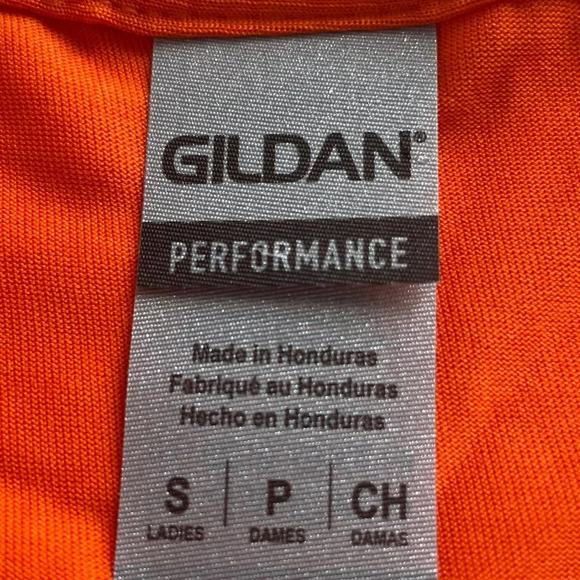 GILDAN®
PERFORMANCE
Made in Honduras
Fabriqué au Honduras
Hecho en Honduras
S | P | CH
LADIES DAMES DAMAS